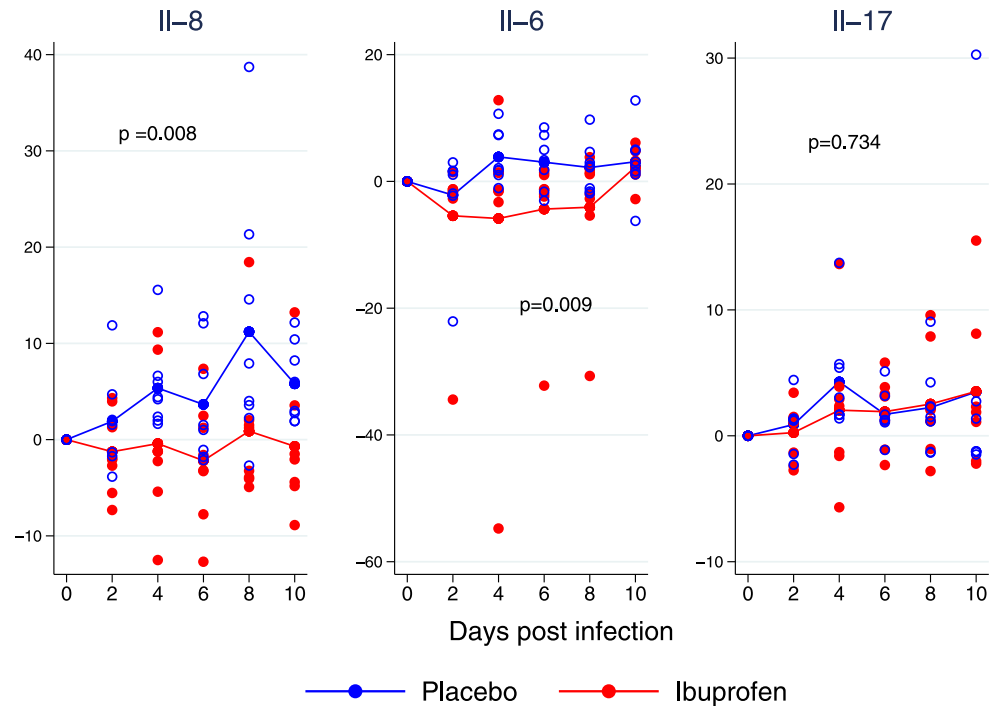 Il–8
Il–6
Il–17
40
30
20
10
0
−10
p =0.008
0 2 4 6 8 10
20
0
−20
−40
−60
p=0.009
0 2 4 6 8 10
30
20
10
0
−10
p=0.734
0 2 4 6 8 10
Days post infection
Placebo
Ibuprofen